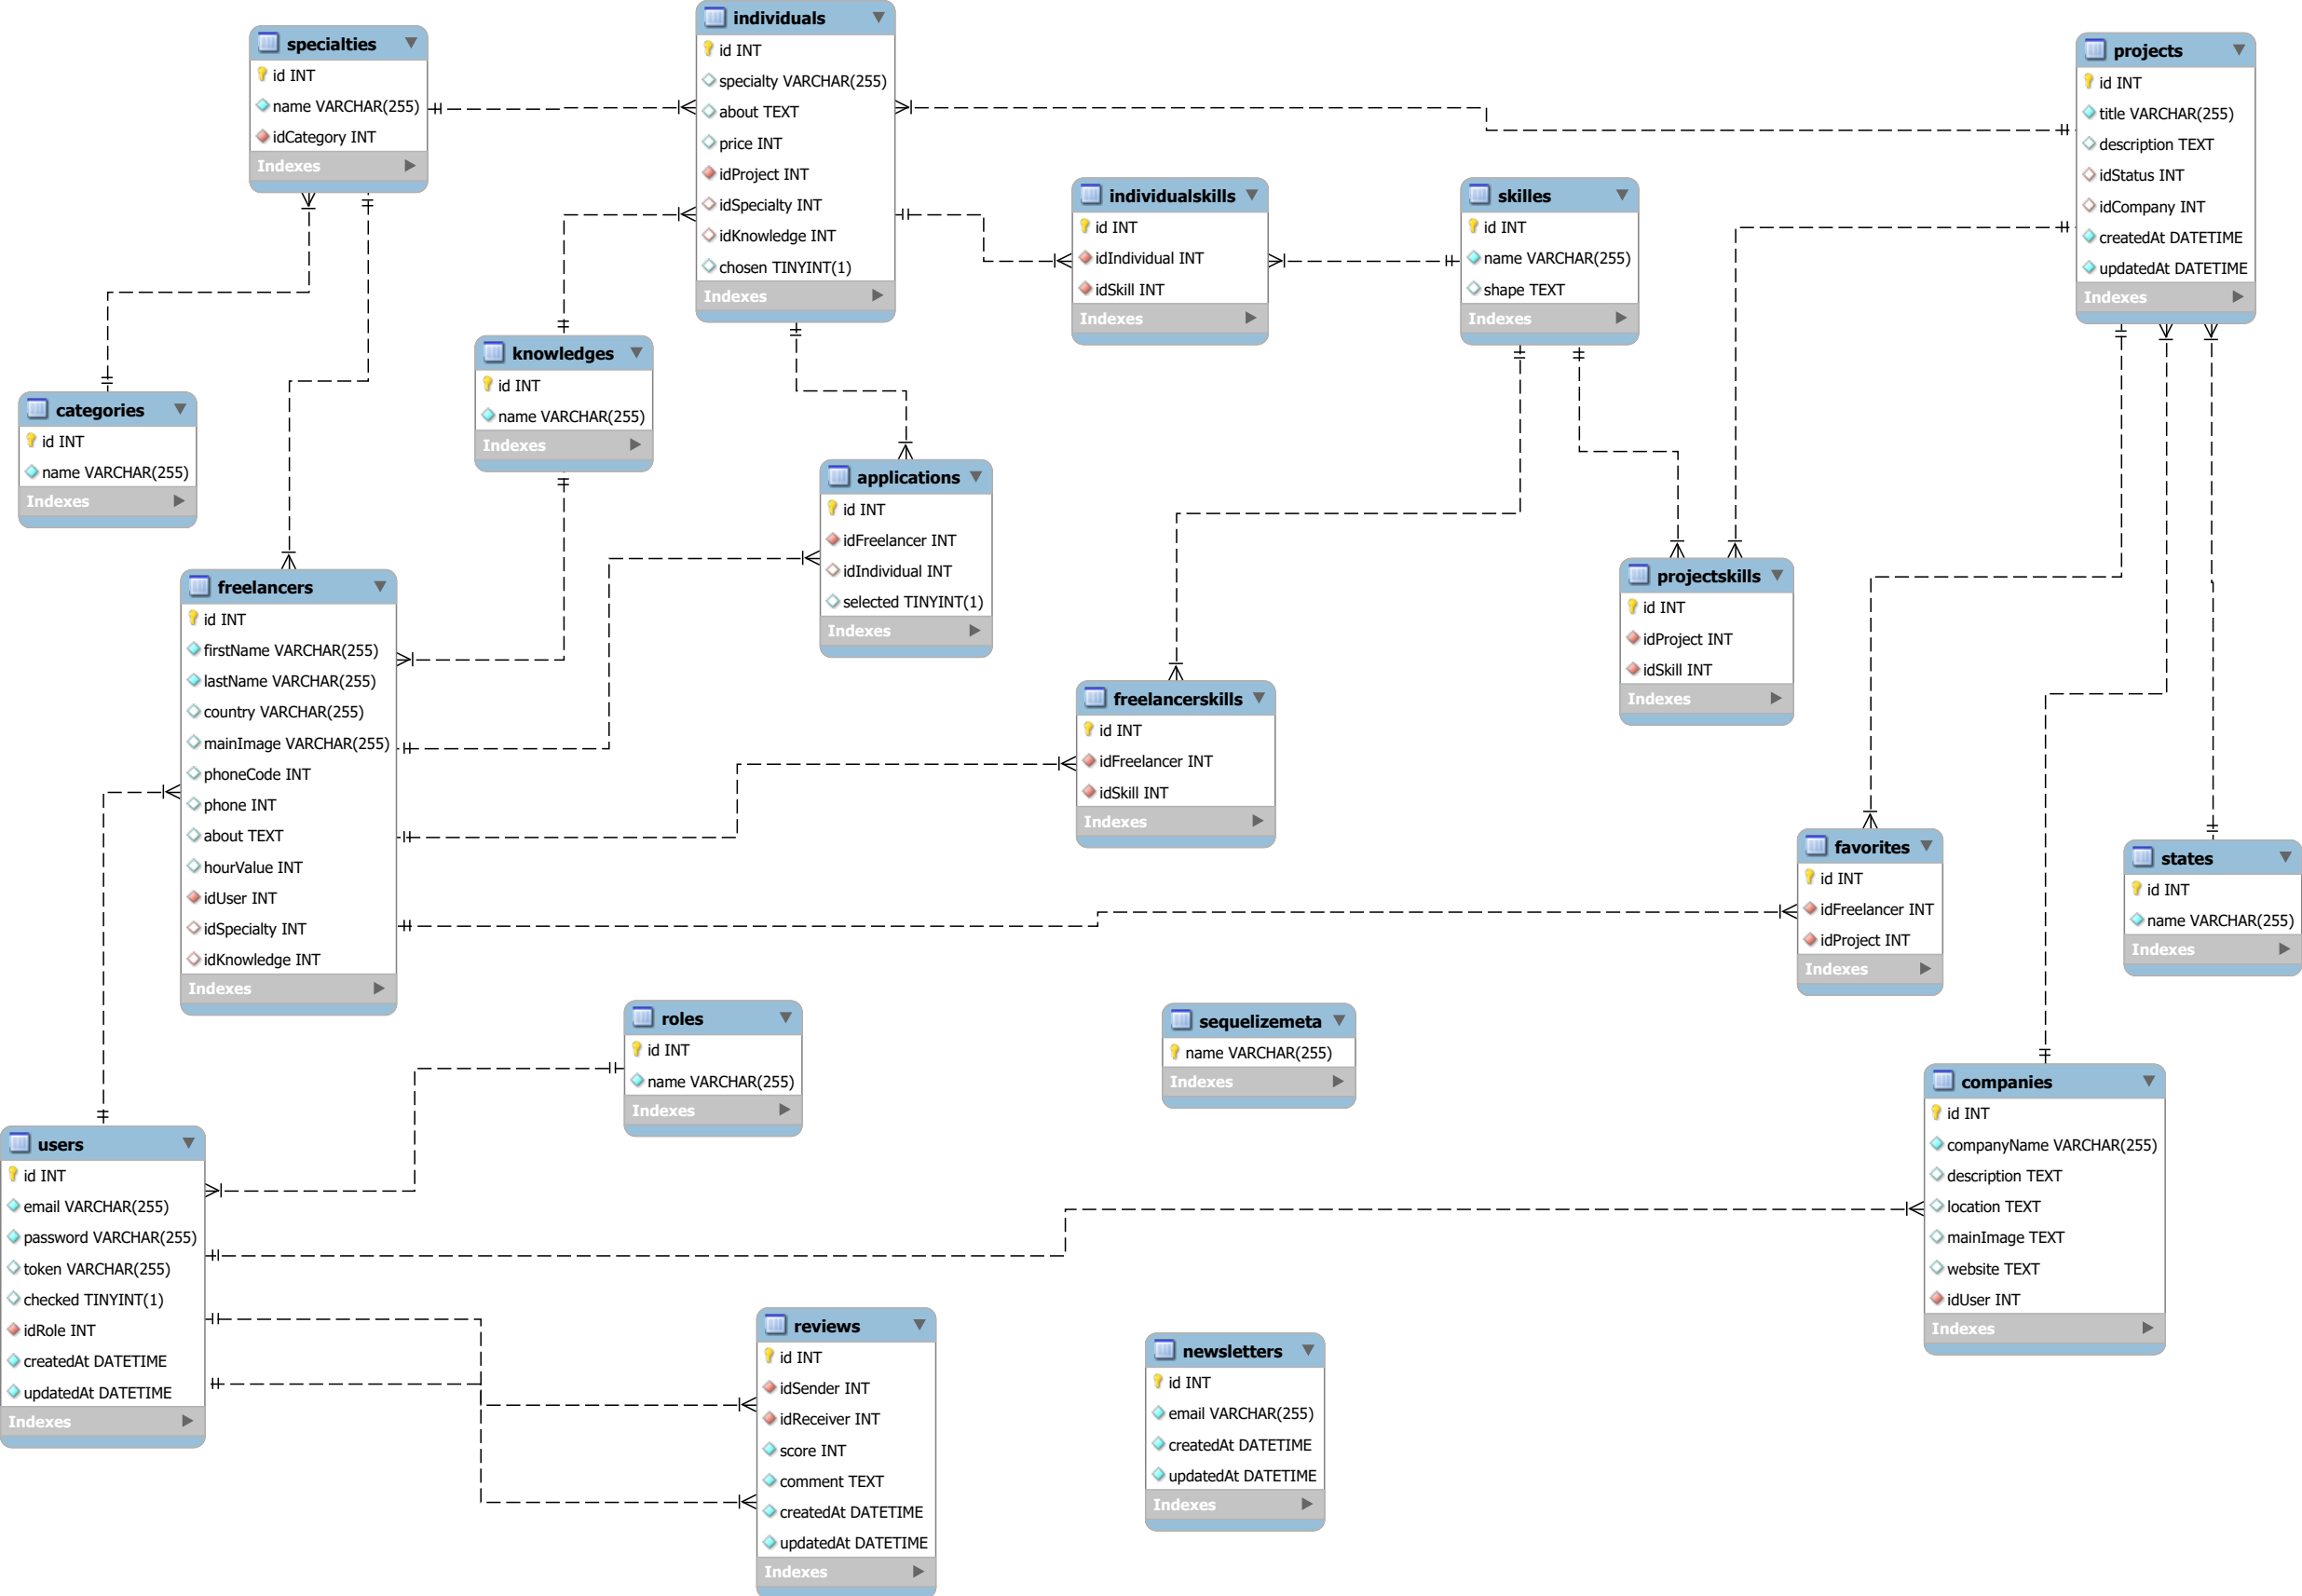 specialties
id INT
name VARCHAR(255)
idCategory INT
Indexes
individuals
id INT
specialty VARCHAR(255)
about TEXT
price INT
idProject INT
idSpecialty INT
idKnowledge INT
chosen TINYINT(1)
Indexes
projects
id INT
title VARCHAR(255)
description TEXT
idStatus INT
idCompany INT
createdAt DATETIME
updatedAt DATETIME
Indexes
individualskills
id INT
idIndividual INT
idSkill INT
Indexes
skilles
id INT
name VARCHAR(255)
shape TEXT
Indexes
knowledges
id INT
name VARCHAR(255)
Indexes
categories
id INT
name VARCHAR(255)
Indexes
applications
id INT
idFreelancer INT
idIndividual INT
selected TINYINT(1)
Indexes
freelancers
id INT
firstName VARCHAR(255)
lastName VARCHAR(255)
country VARCHAR(255)
mainImage VARCHAR(255)
phoneCode INT
phone INT
about TEXT
hourValue INT
idUser INT
idSpecialty INT
idKnowledge INT
Indexes
projectskills
id INT
idProject INT
idSkill INT
Indexes
freelancerskills
id INT
idFreelancer INT
idSkill INT
Indexes
favorites
id INT
idFreelancer INT
idProject INT
Indexes
states
id INT
name VARCHAR(255)
Indexes
roles
id INT
name VARCHAR(255)
Indexes
sequelizemeta
name VARCHAR(255)
Indexes
companies
id INT
companyName VARCHAR(255)
description TEXT
location TEXT
mainImage TEXT
website TEXT
idUser INT
Indexes
users
id INT
email VARCHAR(255)
password VARCHAR(255)
token VARCHAR(255)
checked TINYINT(1)
idRole INT
createdAt DATETIME
updatedAt DATETIME
Indexes
reviews
id INT
idSender INT
idReceiver INT
score INT
comment TEXT
createdAt DATETIME
updatedAt DATETIME
Indexes
newsletters
id INT
email VARCHAR(255)
createdAt DATETIME
updatedAt DATETIME
Indexes